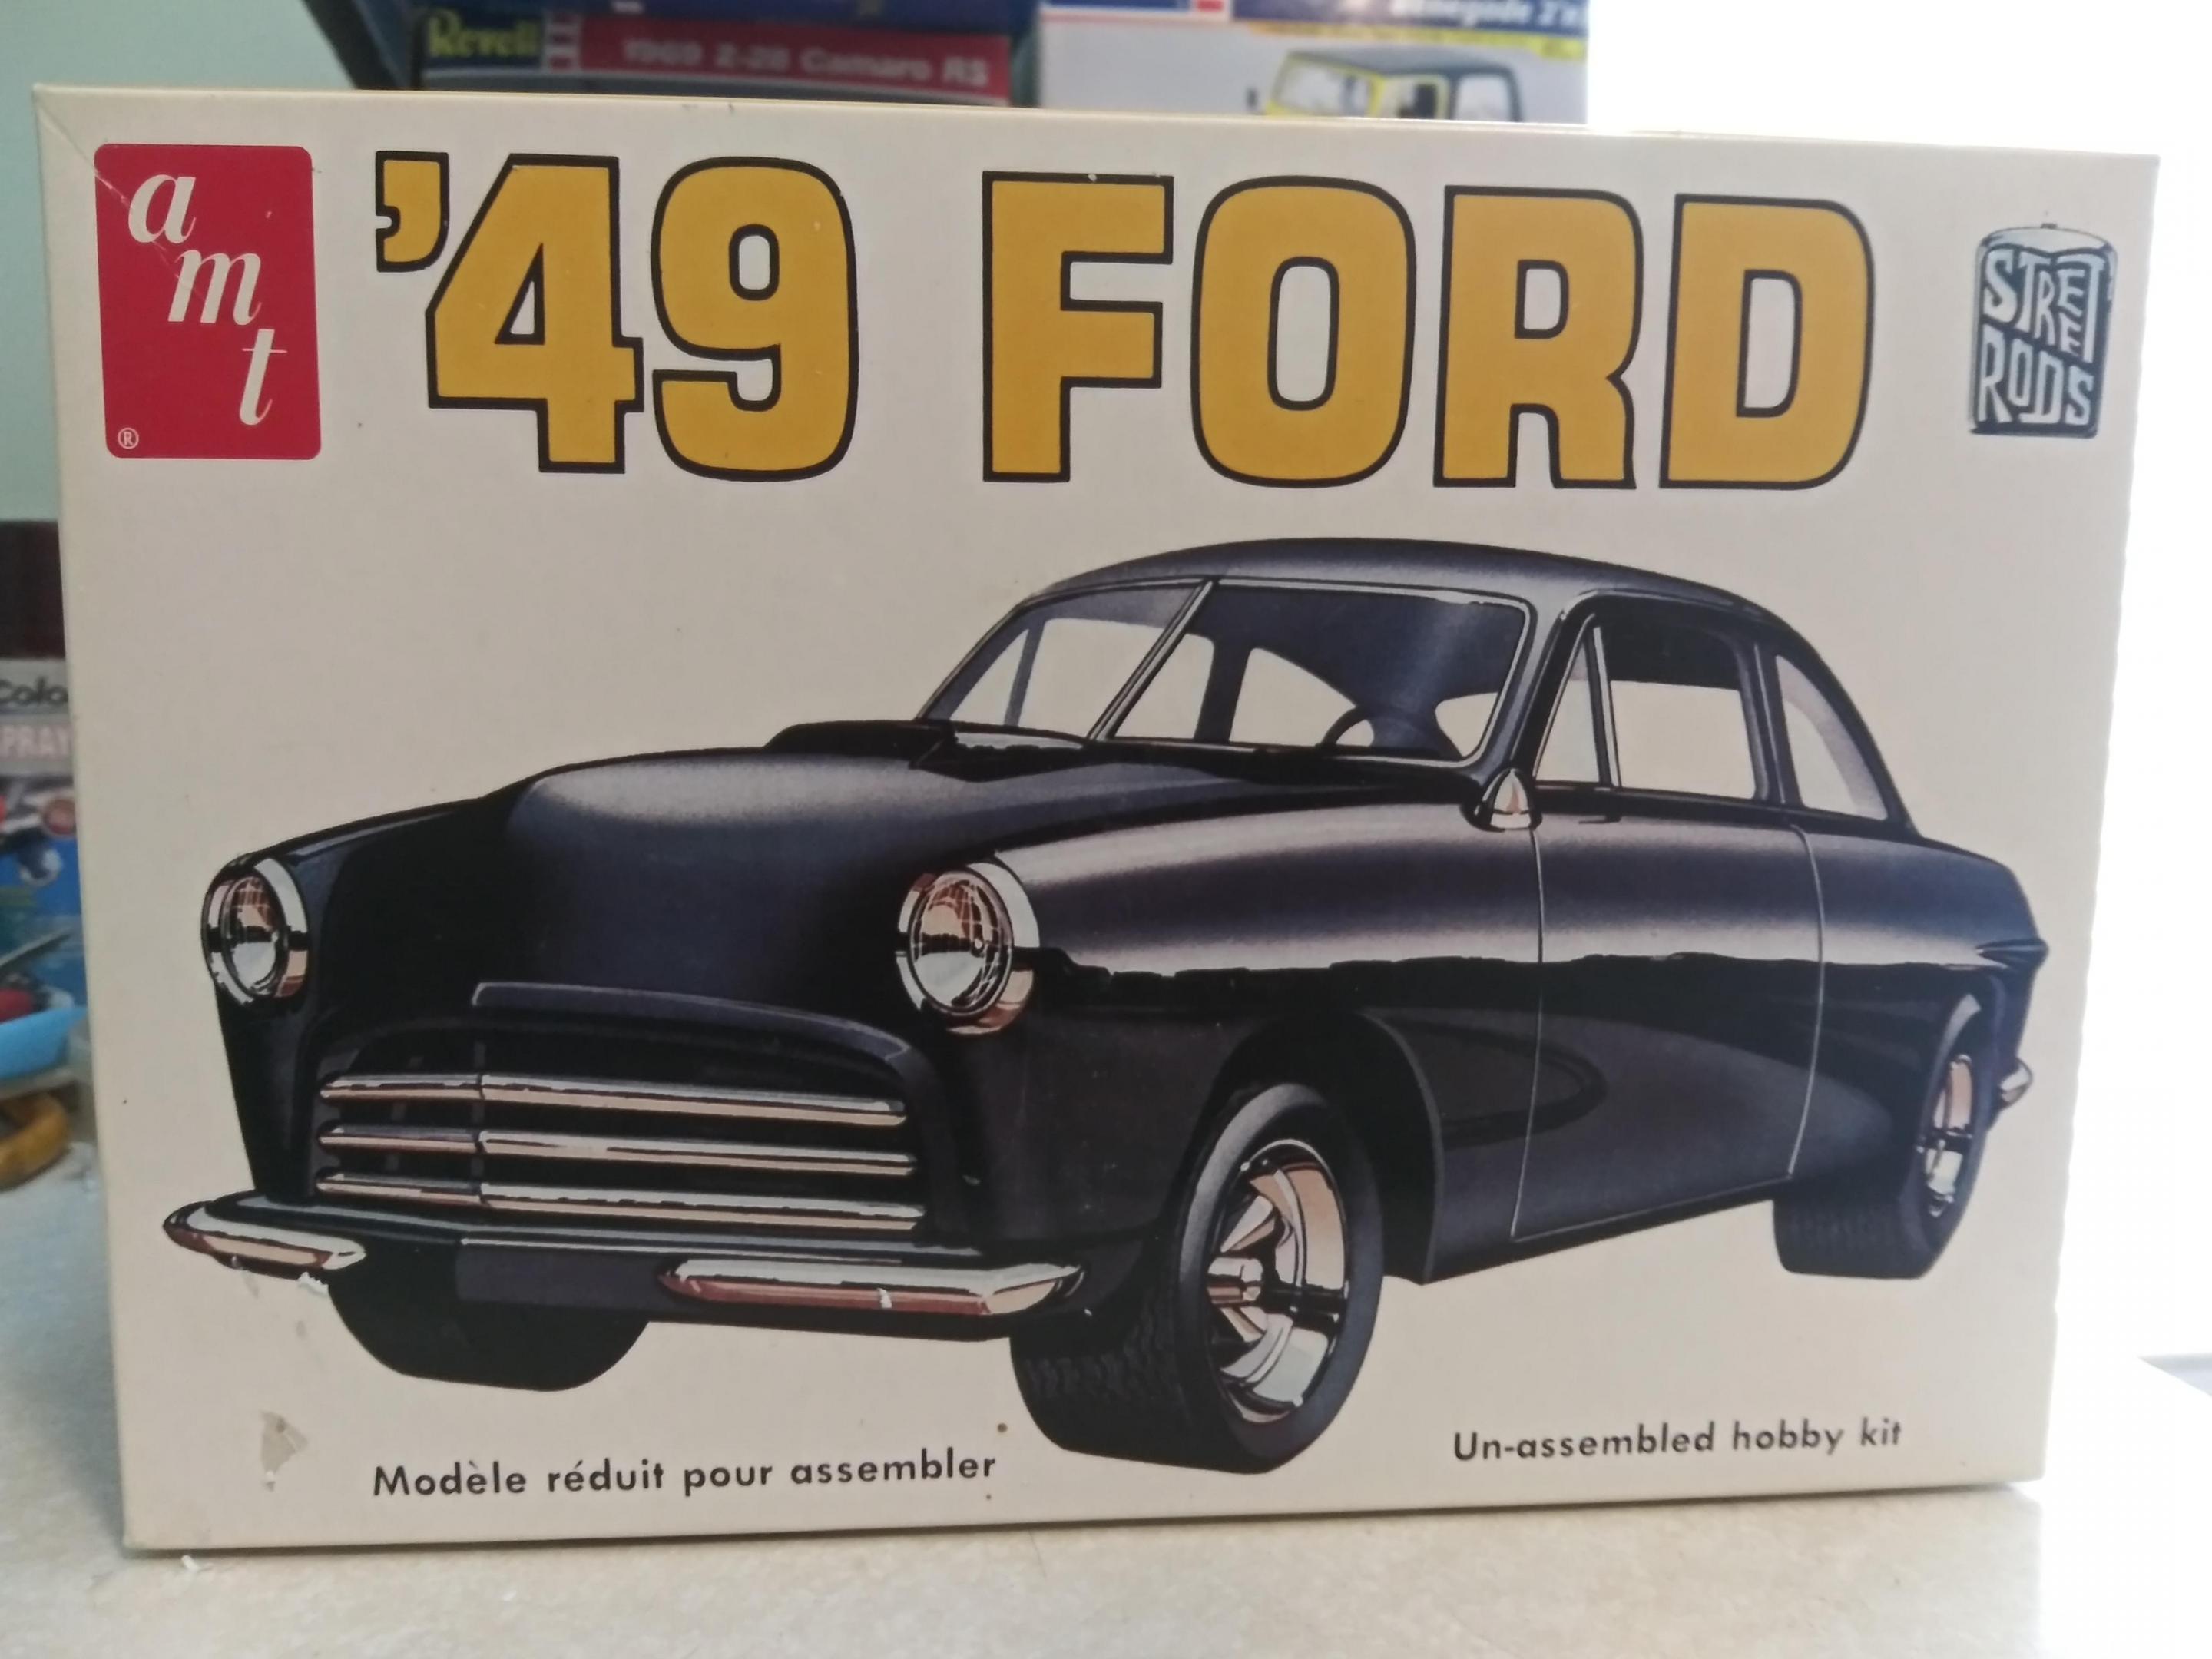 Revell
1969 Z-28 Camaro RS
amt
®
'49 FORD
STREET
RODS
Modèle réduit pour assembler
Un-assembled hobby kit